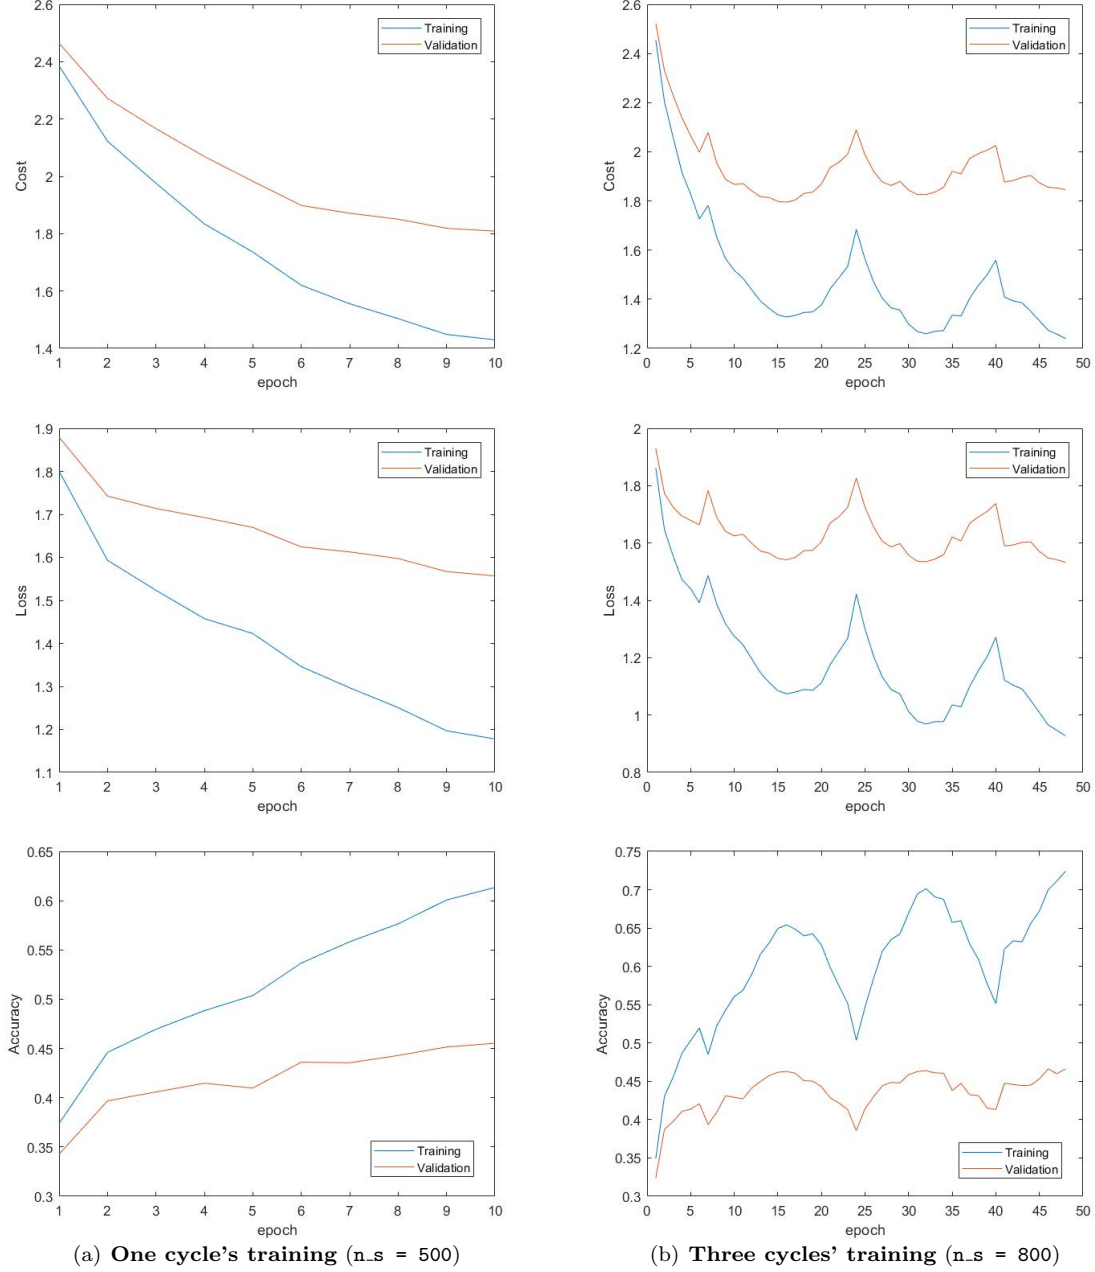 2.6
2.4
2.2
2
1.8
1.6
1.4
Cost
Training
Validation
1 2 3 4 5 6 7 8 9 10
epoch
2.6
2.4
2.2
2
1.8
1.6
1.4
1.2
Cost
Training
Validation
0 5 10 15 20 25 30 35 40 45 50
epoch
1.9
1.8
1.7
1.6
1.5
1.4
1.3
1.2
1.1
Loss
Training
Validation
1 2 3 4 5 6 7 8 9 10
epoch
2
1.8
1.6
1.4
1.2
1
0.8
Loss
Training
Validation
0 5 10 15 20 25 30 35 40 45 50
epoch
0.65
0.6
0.55
0.5
0.45
0.4
0.35
0.3
Accuracy
Training
Validation
1 2 3 4 5 6 7 8 9 10
epoch
0.75
0.7
0.65
0.6
0.55
0.5
0.45
0.4
0.35
0.3
Accuracy
Training
Validation
0 5 10 15 20 25 30 35 40 45 50
epoch
(a) One cycle's training (n_s = 500)
(b) Three cycles' training (n_s = 800)